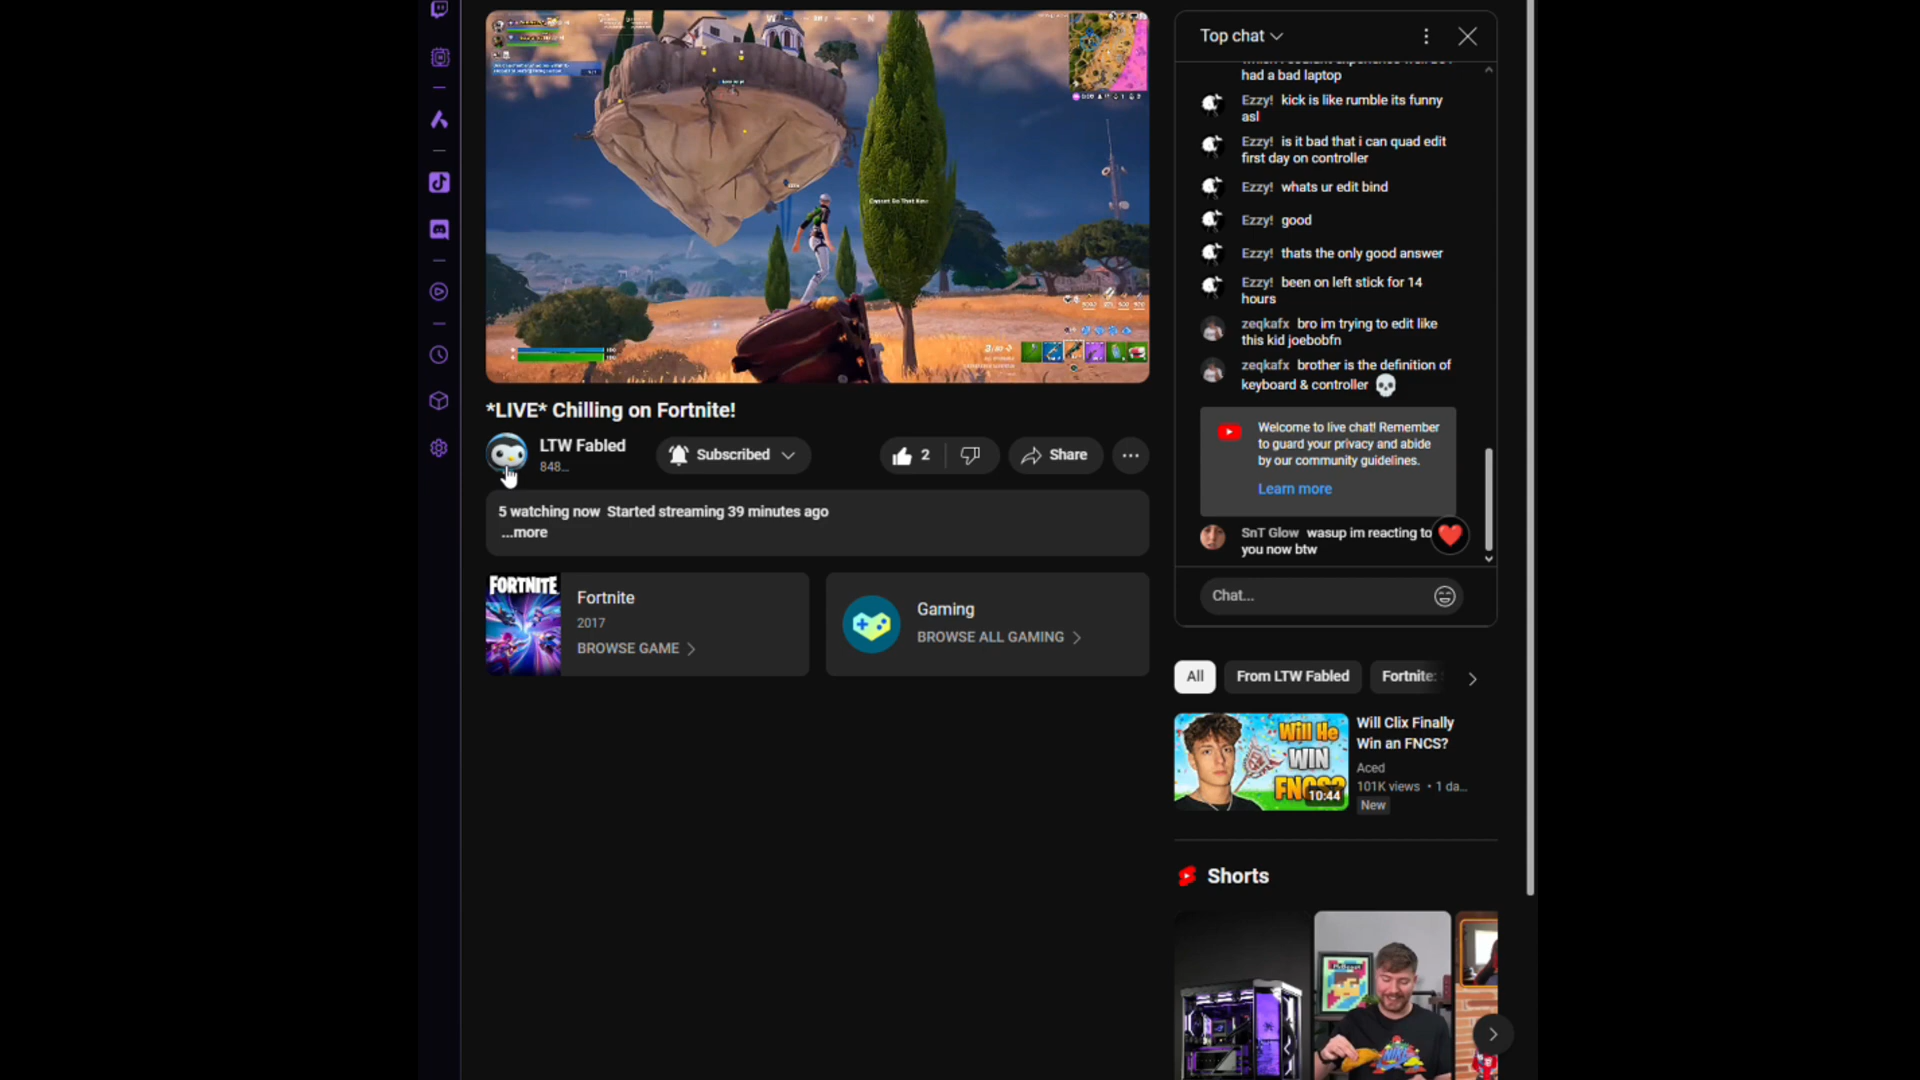 Cannot Do That Here
*LIVE* Chilling on Fortnite!
LTW Fabled
848...
Subscribed
2
Share
5 watching now Started streaming 39 minutes ago
...more
FORTNITE
Fortnite
2017
BROWSE GAME
Gaming
BROWSE ALL GAMING
Top chat
had a bad laptop
Ezzy! kick is like rumble its funny
asl
Ezzy! is it bad that i can quad edit
first day on controller
Ezzy! whats ur edit bind
Ezzy! good
Ezzy! thats the only good answer
Ezzy! been on left stick for 14
hours
zeqkafx bro im trying to edit like
this kid joebobfn
zeqkafx brother is the definition of
keyboard & controller
Welcome to live chat! Remember
to guard your privacy and abide
by our community guidelines.
Learn more
SnT Glow wasup im reacting to
you now btw
Chat...
All
From LTW Fabled
Fortnite:
Will He
WIN
FNCS?
10:44
Will Clix Finally
Win an FNCS?
Aced
101K views • 1 da...
New
Shorts